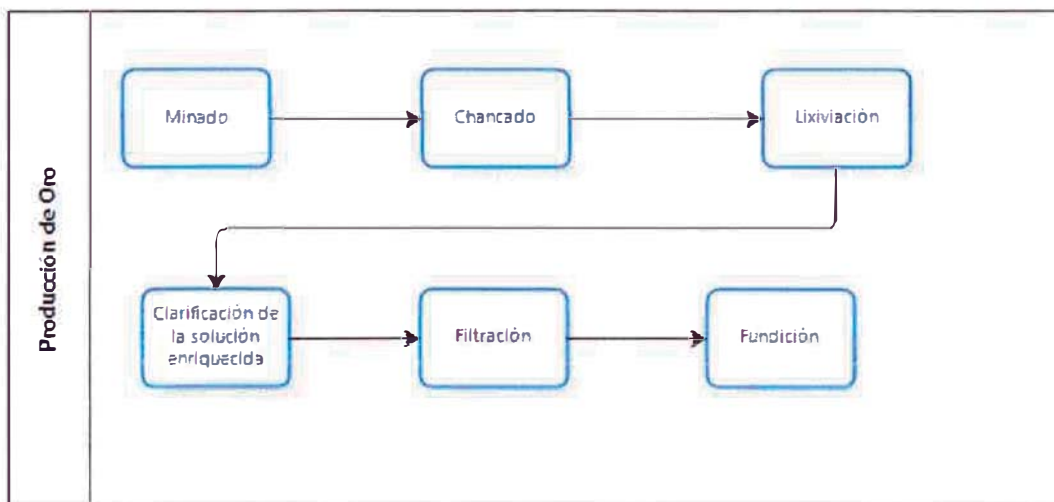 Producción de Oro
Minado
Chancado
Lixiviación
Clarificación de
la solución
enriquecida
Filtración
Fundición